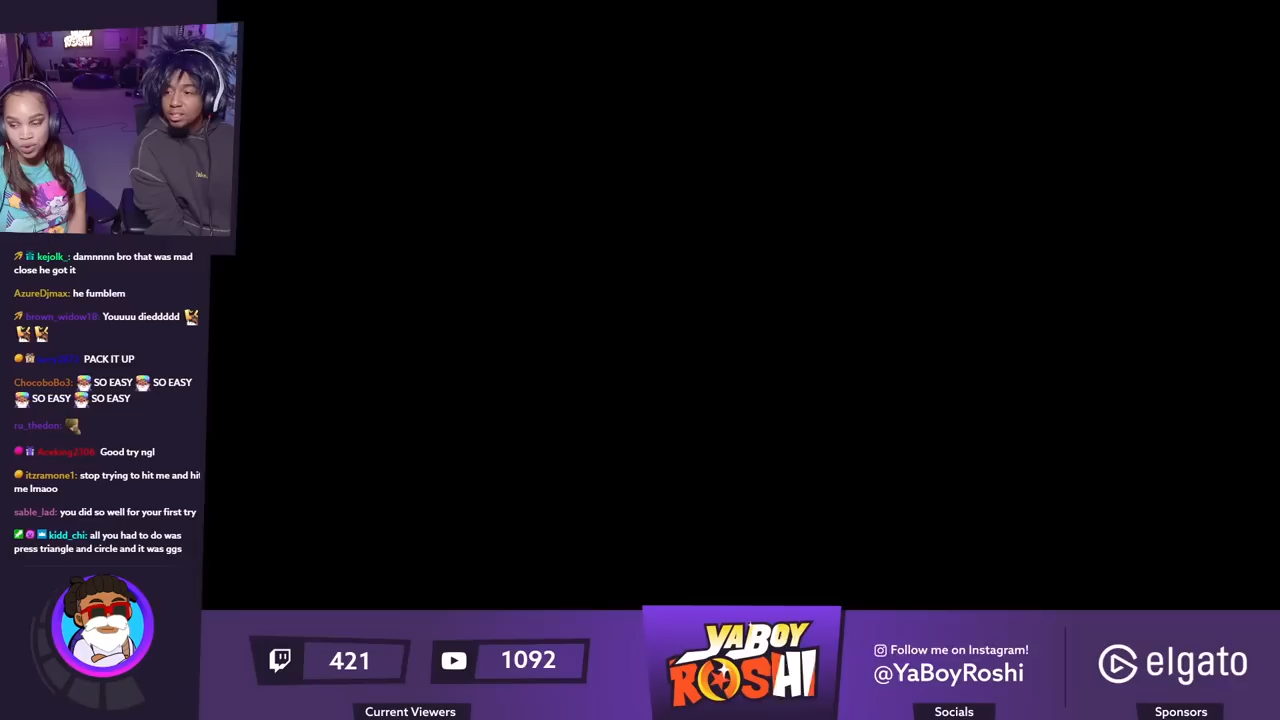 YABOY
ROSHI
kejolk_: damnnnn bro that was mad
close he got it
AzureDjmax: he fumblem
brown_widow18: Youuuu dieddddd
PACK IT UP
ChocoboBo3: SO EASY SO EASY
SO EASY SO EASY
ru_thedon:
Good try ngl
itzramone1: stop trying to hit me and hit
me lmaoo
sable_lad: you did so well for your first try
kidd_chi: all you had to do was
press triangle and circle and it was ggs
421
1092
Current Viewers
YABOY
ROSHI
Follow me on Instagram!
@YaBoyRoshi
Socials
elgato
Sponsors